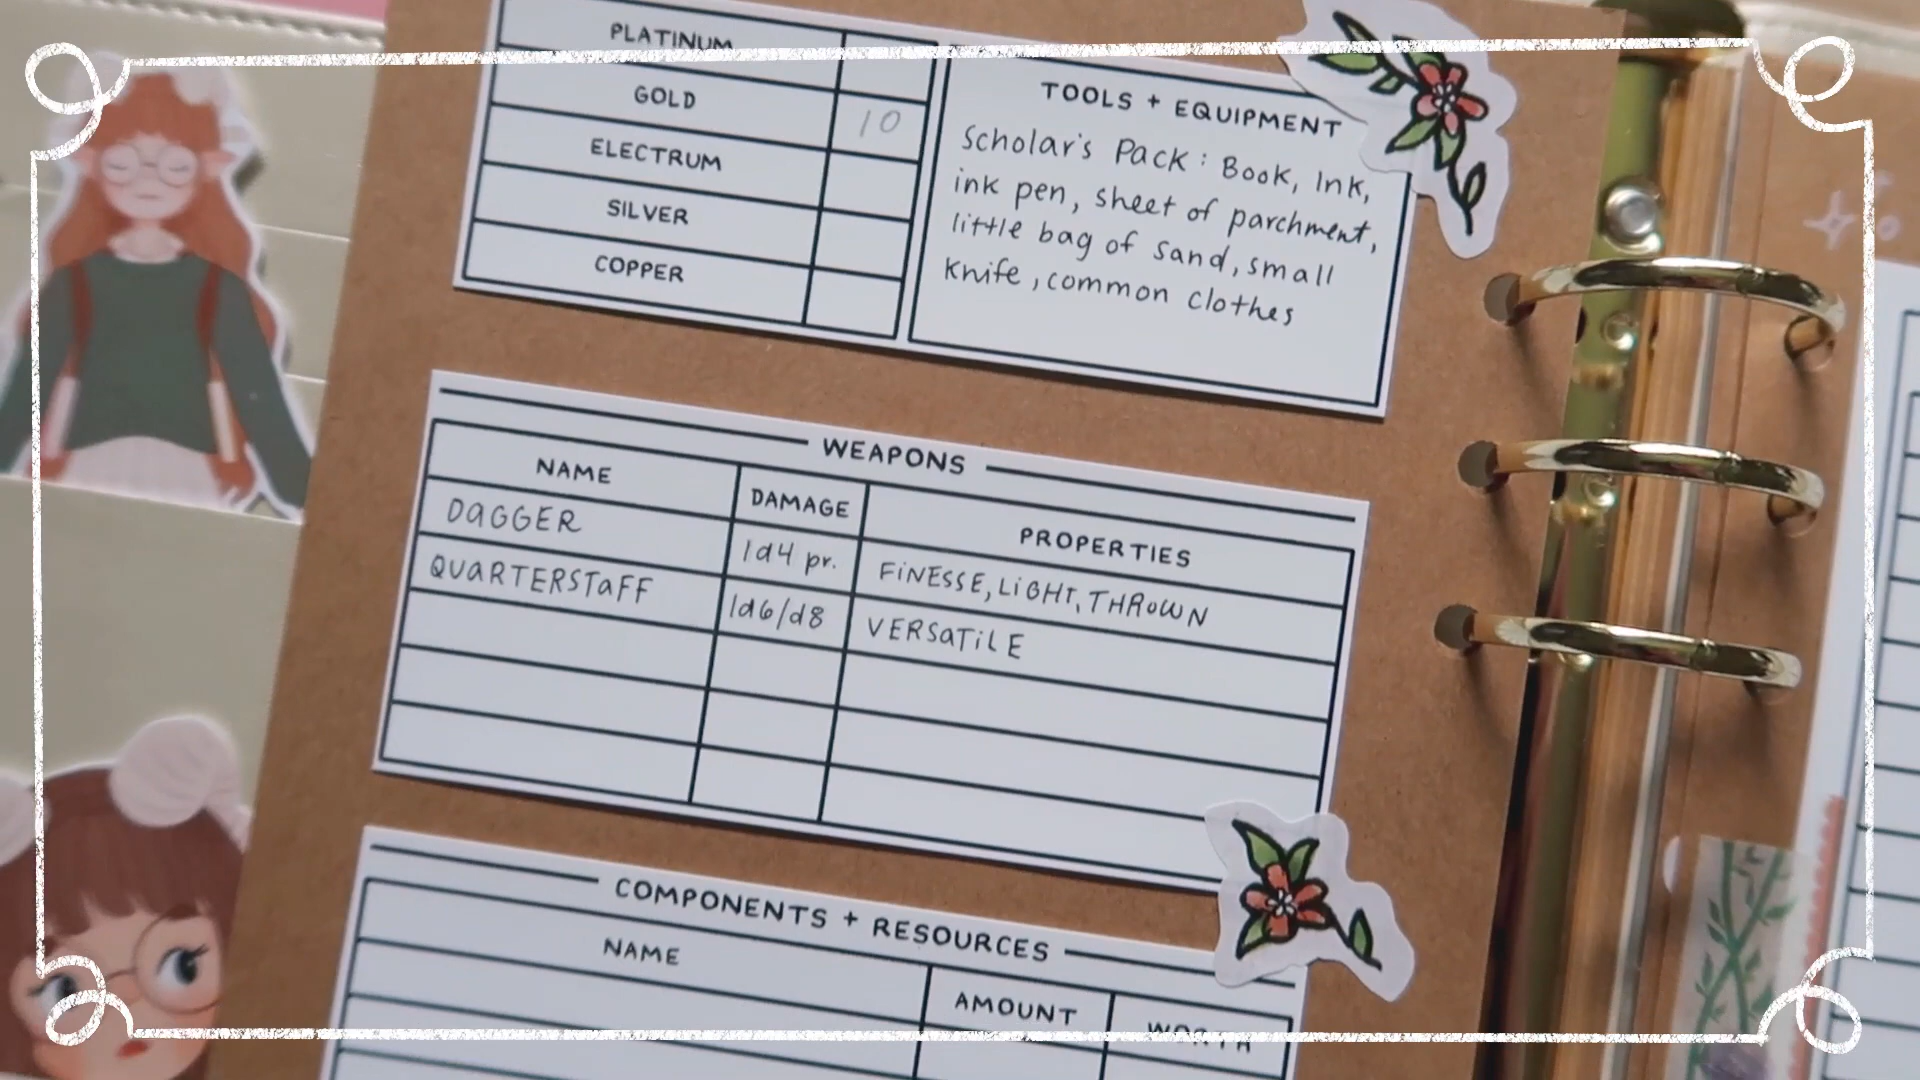 PLATINUM
GOLD 10
ELECTRUM
SILVER
COPPER
TOOLS + EQUIPMENT
Scholar's Pack: Book, Ink,
ink pen, sheet of parchment,
little bag of sand, small
knife, common clothes
WEAPONS
NAME DAMAGE PROPERTIES
DAGGER 1d4 pr. FINESSE, LIGHT, THROWN
QUARTERSTAFF 1d6/d8 VERSATILE
COMPONENTS + RESOURCES
NAME AMOUNT WORTH